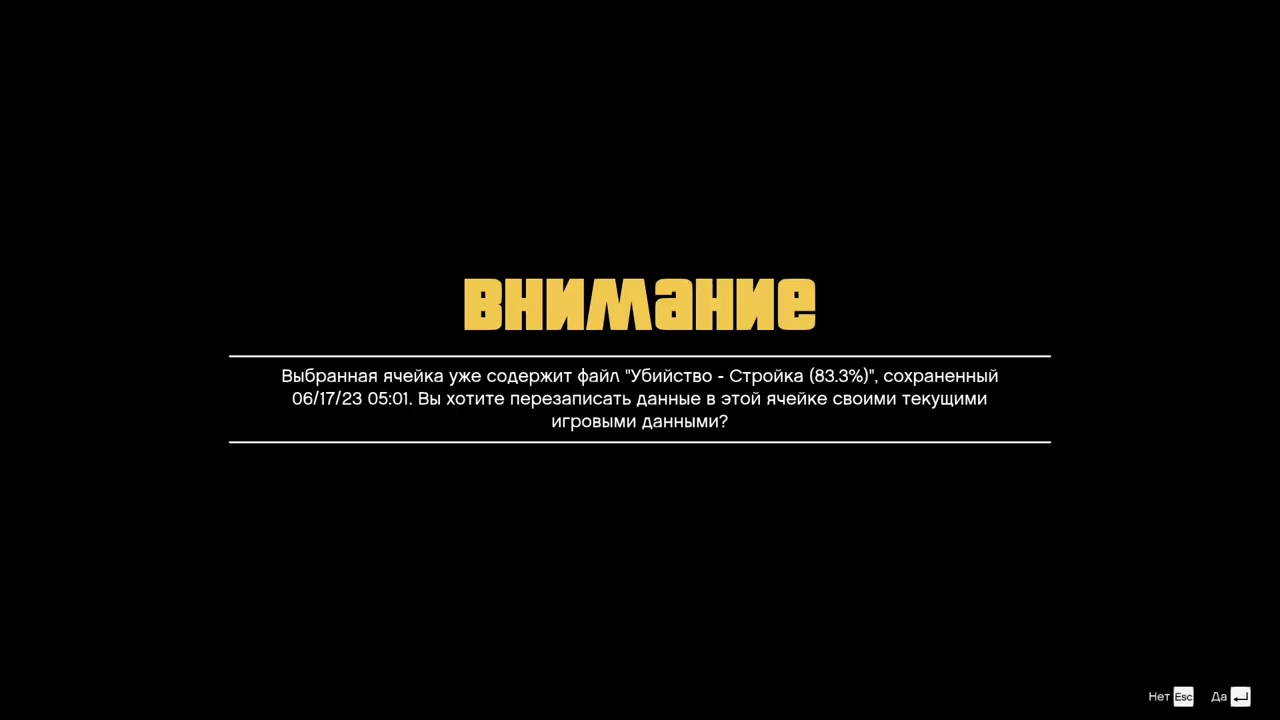 внимание
Выбранная ячейка уже содержит файл "Убийство - Стройка (83.3%)", сохраненный
06/17/23 05:01. Вы хотите перезаписать данные в этой ячейке своими текущими
игровыми данными?
Нет Esc Да